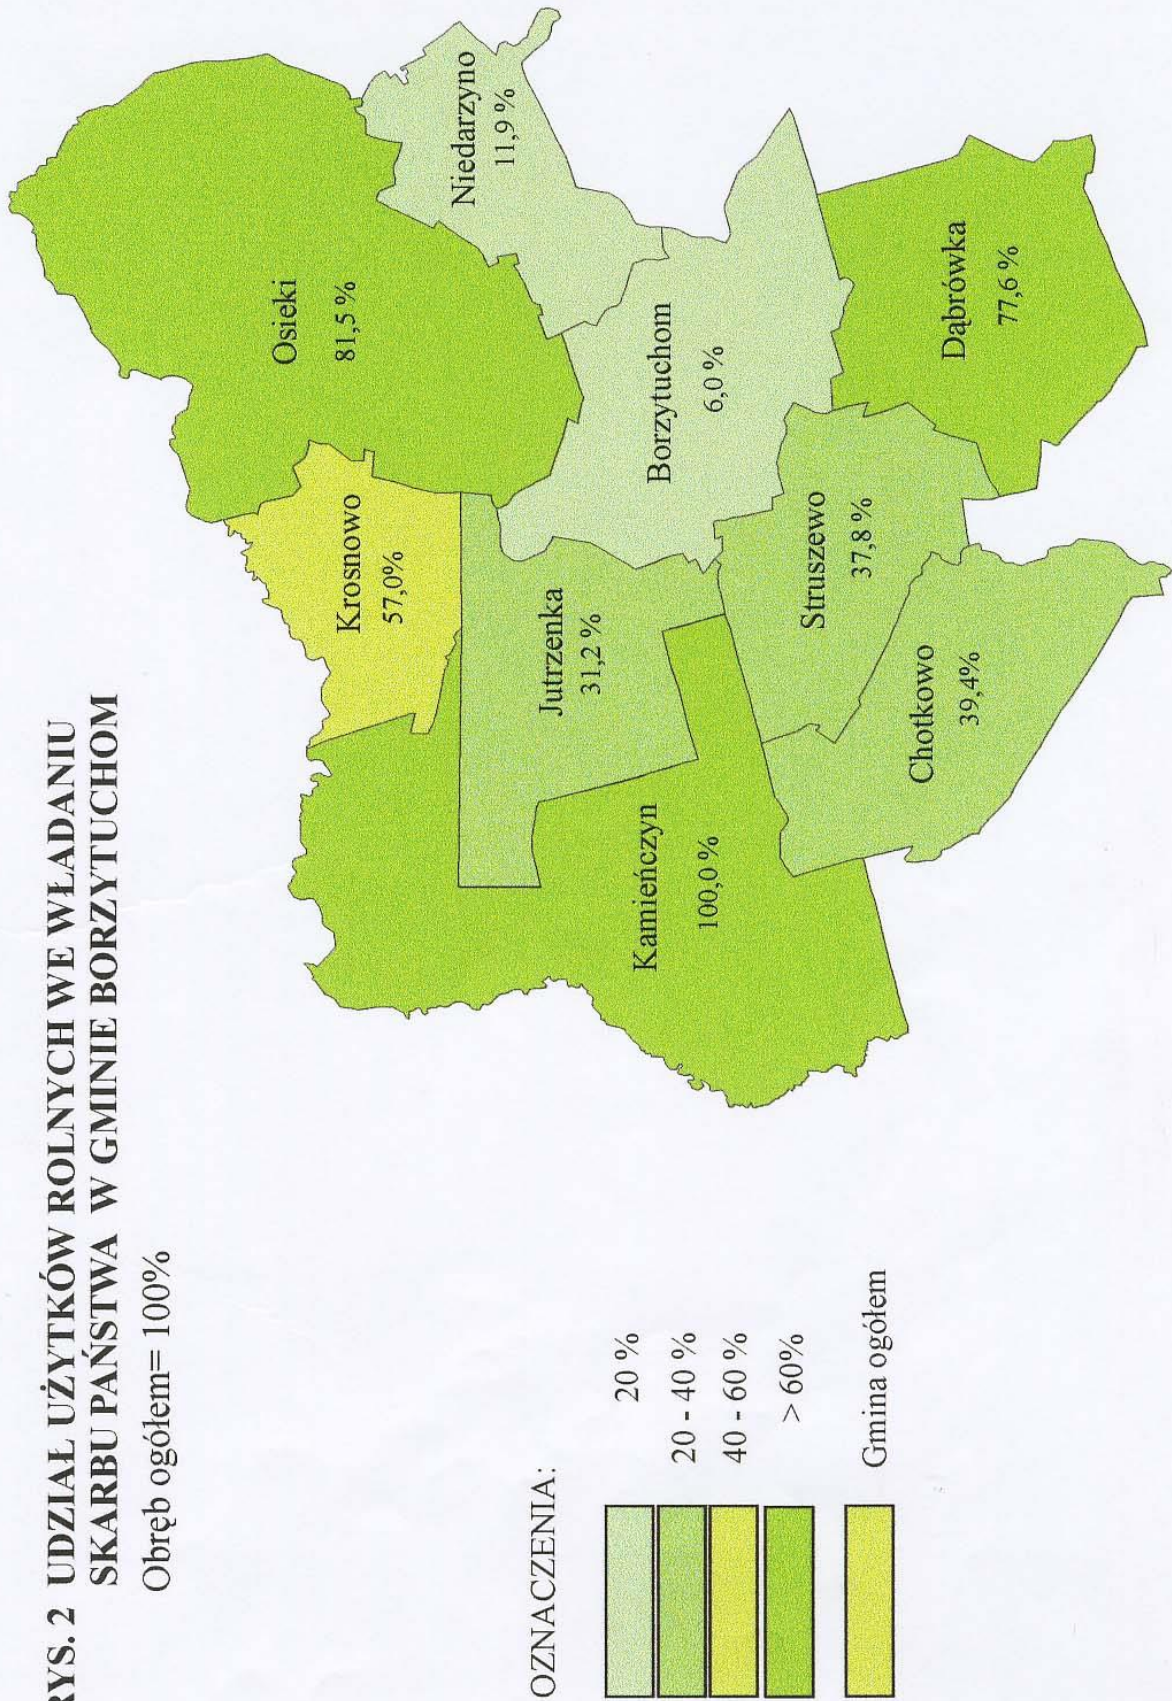 RYS. 2 UDZIAŁ UŻYTKÓW ROLNYCH WE WŁADANIU
SKARBU PAŃSTWA W GMINIE BORZYTUCHOM
Obręb ogółem= 100%
Osieki
81,5 %
Niedarzyno
11,9 %
Krosnowo
57,0%
Jutrzenka
31,2 %
Borzytuchom
6,0 %
Kamieńczyn
100,0 %
Struszewo
37,8 %
Dąbrówka
77,6 %
Chotkowo
39,4%
OZNACZENIA:
20 %
20 - 40 %
40 - 60 %
> 60%
Gmina ogółem